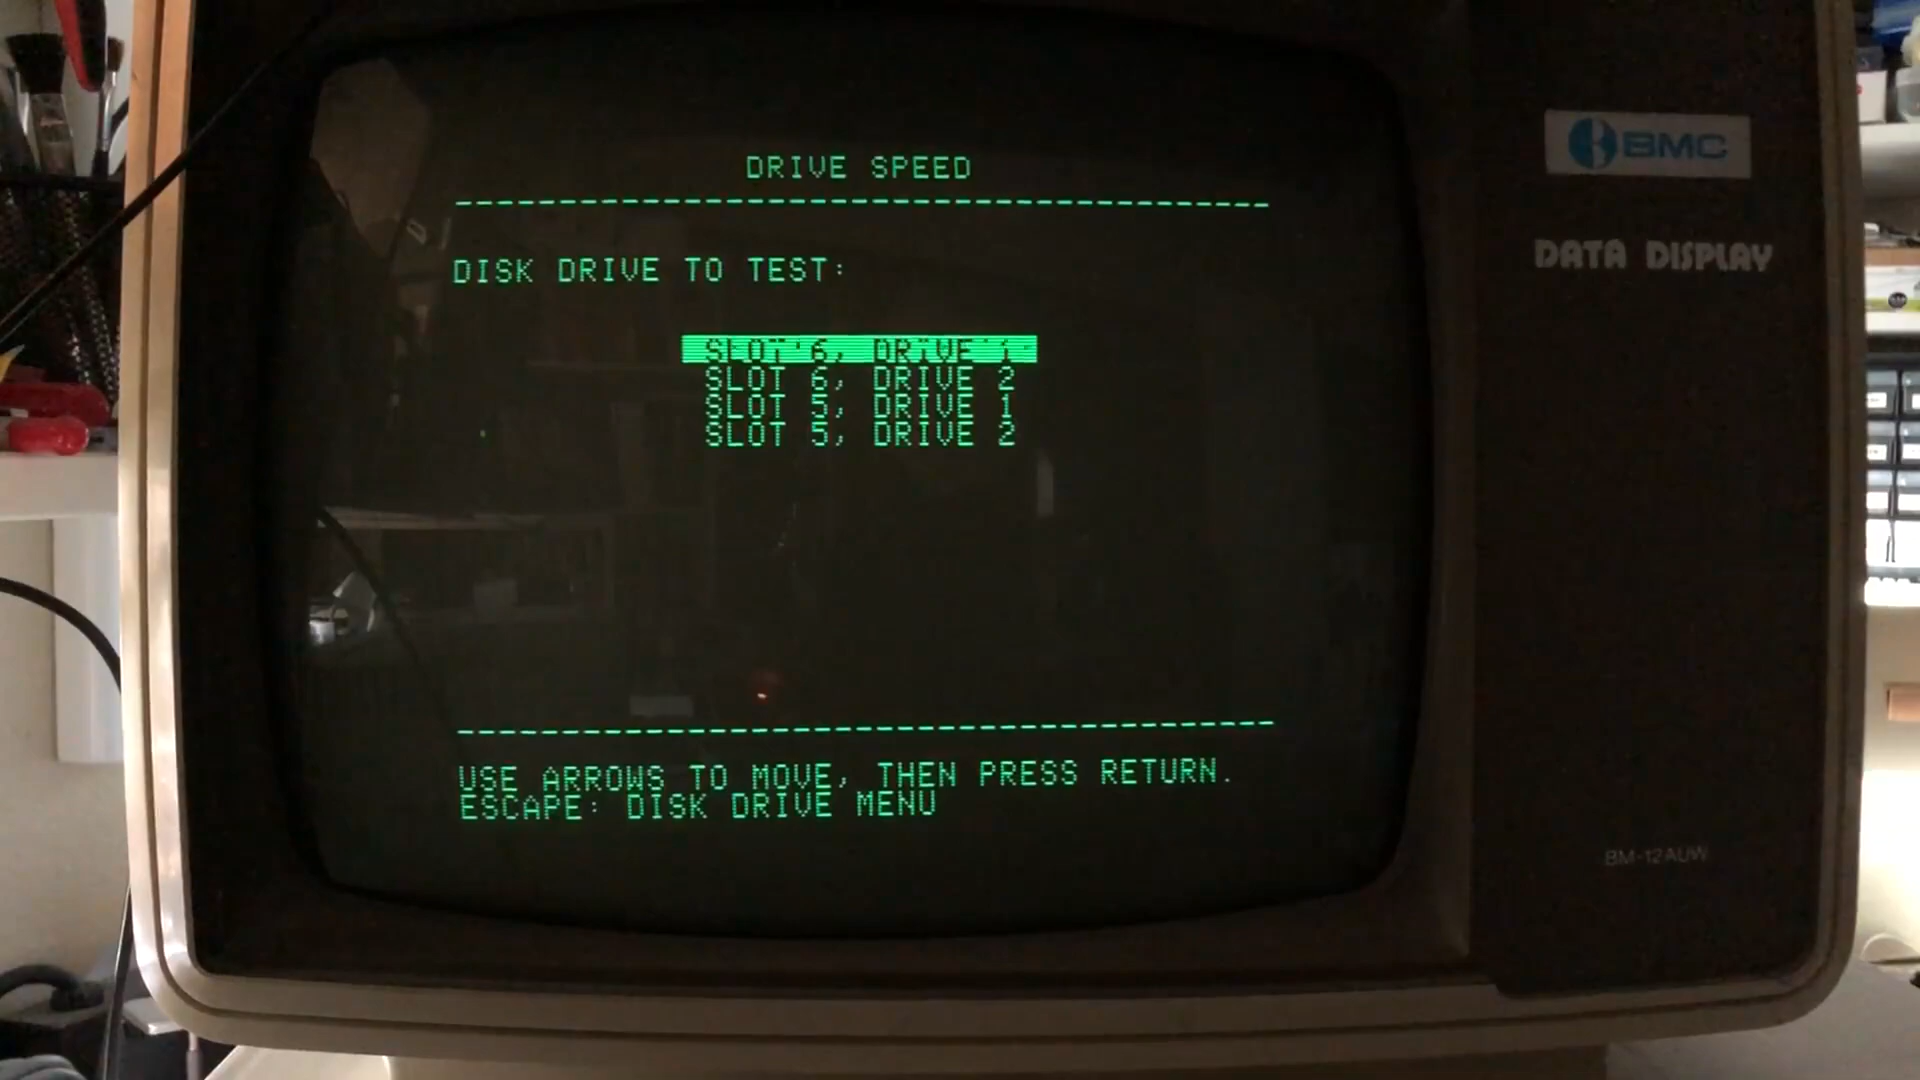 DRIVE SPEED
DISK DRIVE TO TEST:
SLOT 6, DRIVE 1
SLOT 6, DRIVE 2
SLOT 5, DRIVE 1
SLOT 5, DRIVE 2
USE ARROWS TO MOVE, THEN PRESS RETURN.
ESCAPE: DISK DRIVE MENU
BMC
DATA DISPLAY
BM-12AUW